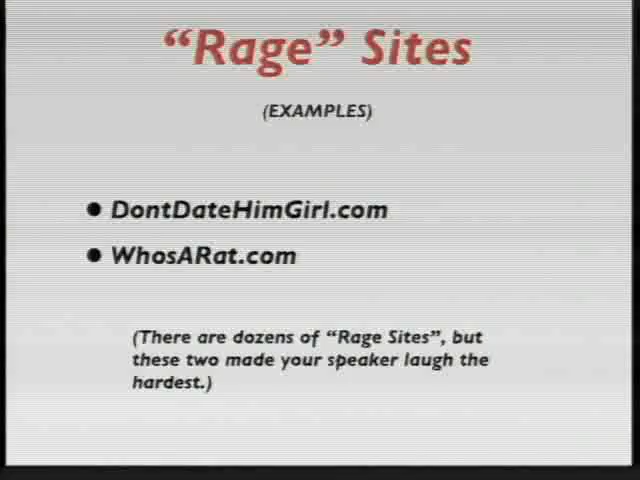 “Rage” Sites
(EXAMPLES)
• DontDateHimGirl.com
• WhosARat.com
(There are dozens of “Rage Sites”, but
these two made your speaker laugh the
hardest.)